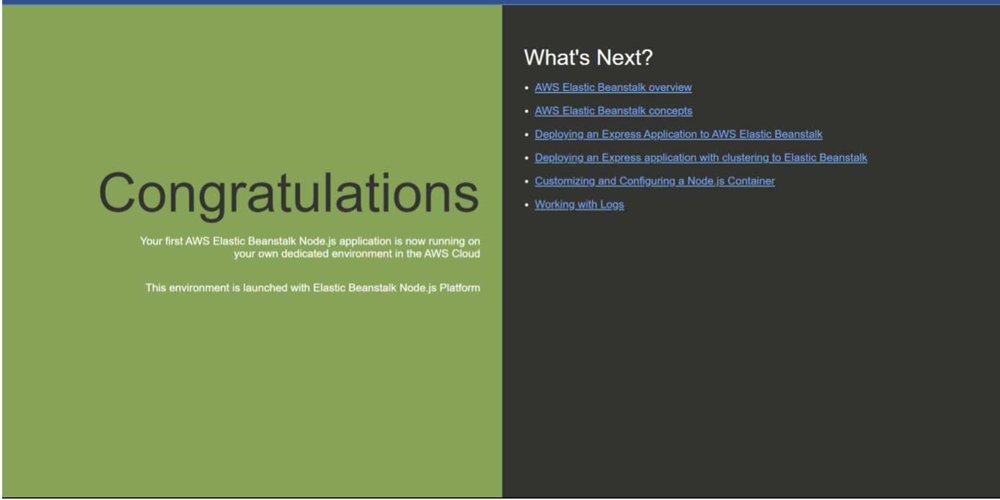 Congratulations
Your first AWS Elastic Beanstalk Node.js application is now running on
your own dedicated environment in the AWS Cloud
This environment is launched with Elastic Beanstalk Node.js Platform
What's Next?
• AWS Elastic Beanstalk overview
• AWS Elastic Beanstalk concepts
• Deploying an Express Application to AWS Elastic Beanstalk
• Deploying an Express application with clustering to Elastic Beanstalk
• Customizing and Configuring a Node.js Container
• Working with Logs